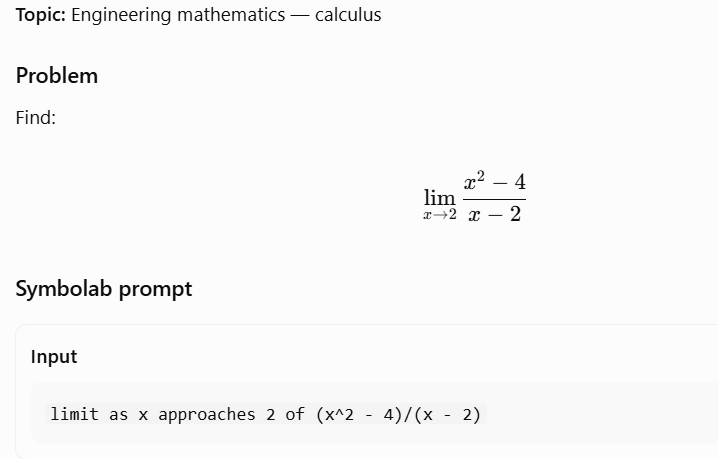 Topic: Engineering mathematics — calculus
Problem
Find:
lim x→2 x² − 4 / x − 2
Symbolab prompt
Input
limit as x approaches 2 of (x^2 - 4)/(x - 2)